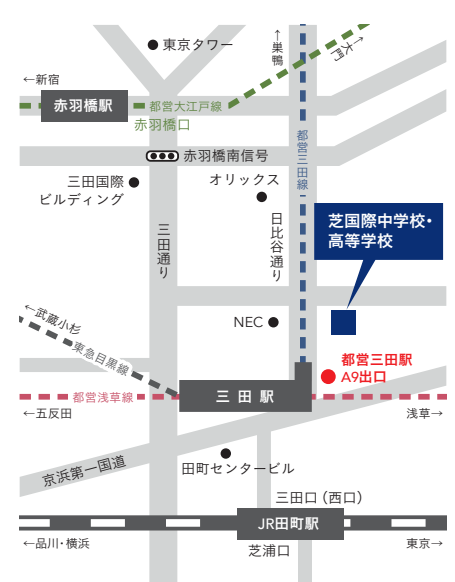 東京タワー
←巣鴨
←大門
←新宿
赤羽橋駅
都営大江戸線
赤羽橋口
都営三田線
赤羽橋南信号
三田国際
ビルディング
オリックス
三田通り
日比谷通り
芝国際中学校・
高等学校
←武蔵小杉
東急目黒線
NEC
都営三田駅
A9出口
都営浅草線
三田駅
←五反田
浅草→
京浜第一国道
田町センタービル
三田口（西口）
JR田町駅
←品川・横浜
芝浦口
東京→